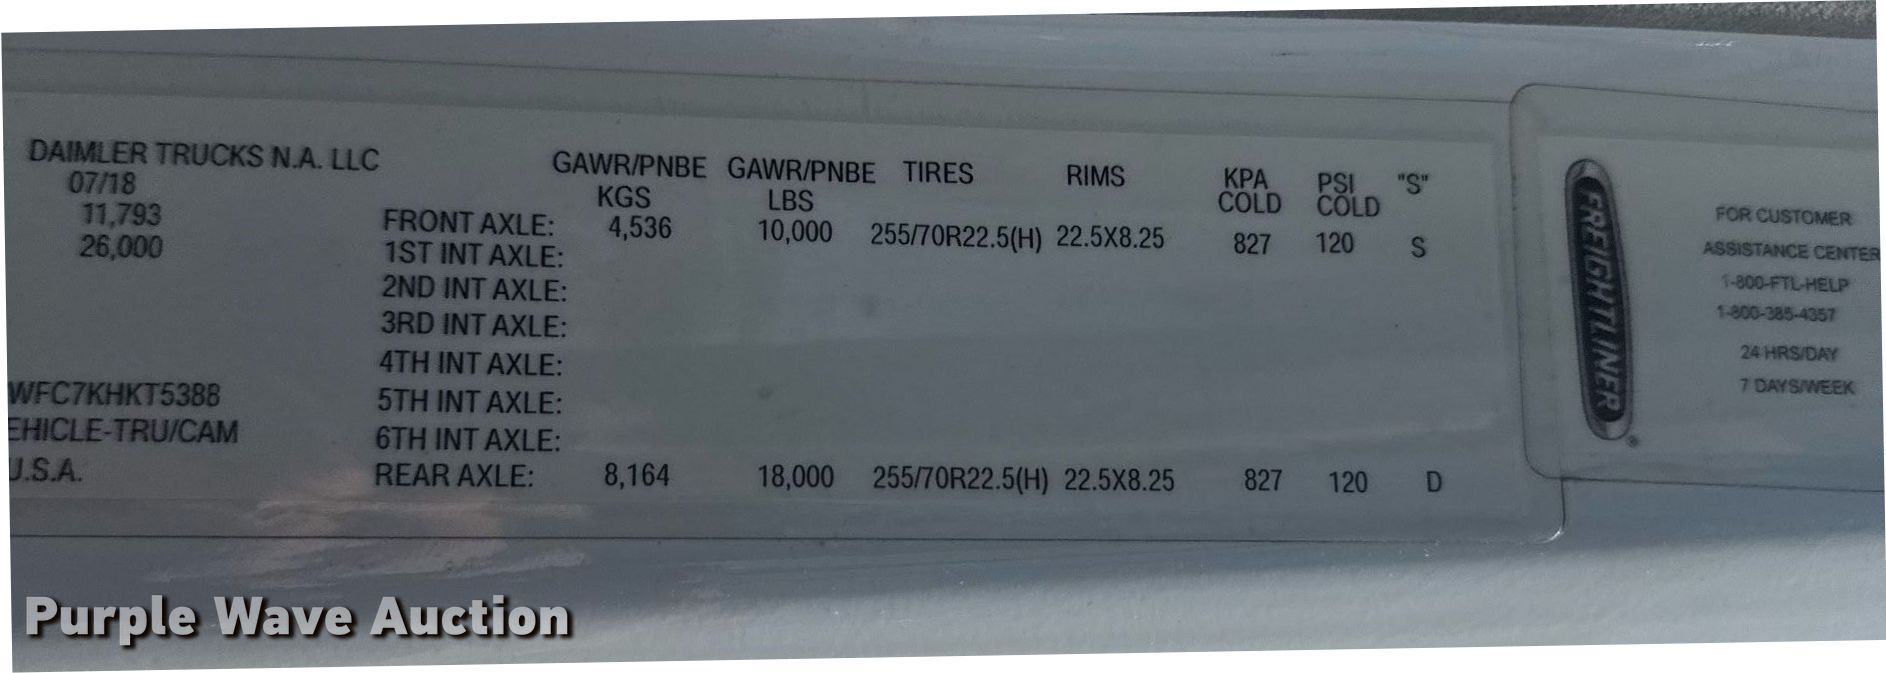 DAIMLER TRUCKS N.A. LLC
07/18
11,793
26,000
WFC7KHKT5388
EHICLE-TRU/CAM
U.S.A.
GAWR/PNBE GAWR/PNBE TIRES RIMS KPA PSI "S"
KGS LBS COLD COLD
FRONT AXLE: 4,536 10,000 255/70R22.5(H) 22.5X8.25 827 120 S
1ST INT AXLE:
2ND INT AXLE:
3RD INT AXLE:
4TH INT AXLE:
5TH INT AXLE:
6TH INT AXLE:
REAR AXLE: 8,164 18,000 255/70R22.5(H) 22.5X8.25 827 120 D
FREIGHTLINER
FOR CUSTOMER
ASSISTANCE CENTER
1-800-FTL-HELP
1-800-385-4357
24 HRS/DAY
7 DAYS/WEEK
Purple Wave Auction